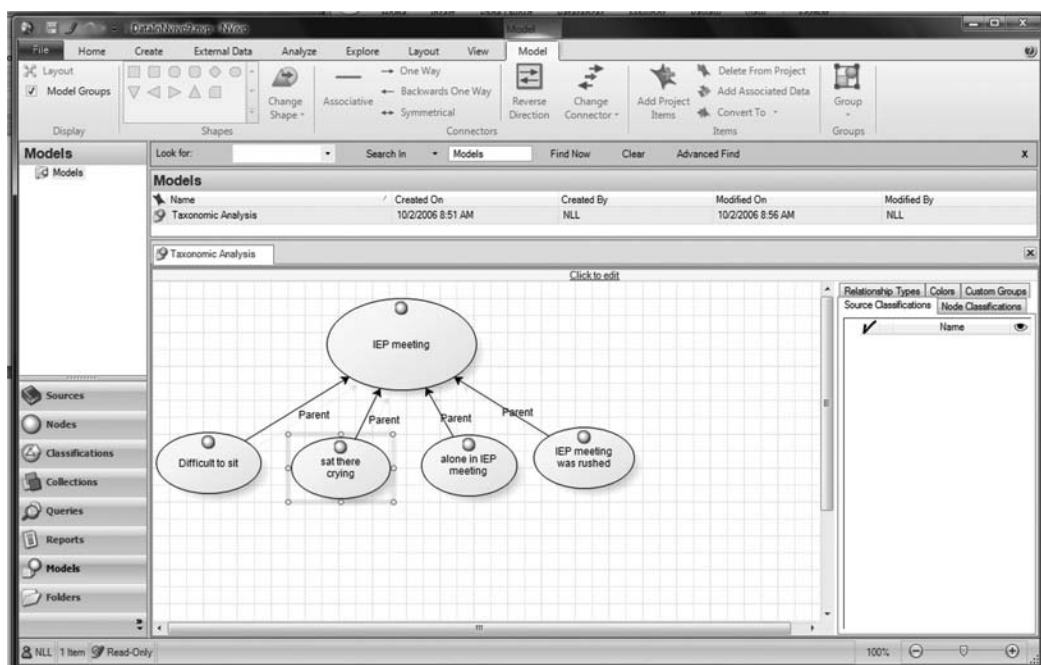 DataInNvivo9.nvp - NVivo
Model
File Home Create External Data Analyze Explore Layout View Model
Layout
Model Groups
Display
Shapes
Change Shape
Associative
One Way
Backwards One Way
Symmetrical
Reverse Direction
Change Connector
Connectors
Add Project Items
Delete From Project
Add Associated Data
Convert To
Items
Group
Groups
Models
Models
Look for: Search In Models Find Now Clear Advanced Find x
Models
Name Created On Created By Modified On Modified By
Taxonomic Analysis 10/2/2006 8:51 AM NLL 10/2/2006 8:56 AM NLL
Taxonomic Analysis
Click to edit
IEP meeting
Parent Parent Parent Parent
Difficult to sit
sat there
crying
alone in IEP
meeting
IEP meeting
was rushed
Relationship Types Colors Custom Groups
Source Classifications Node Classifications
Name
Sources
Nodes
Classifications
Collections
Queries
Reports
Models
Folders
NLL 1 Item Read-Only 100%